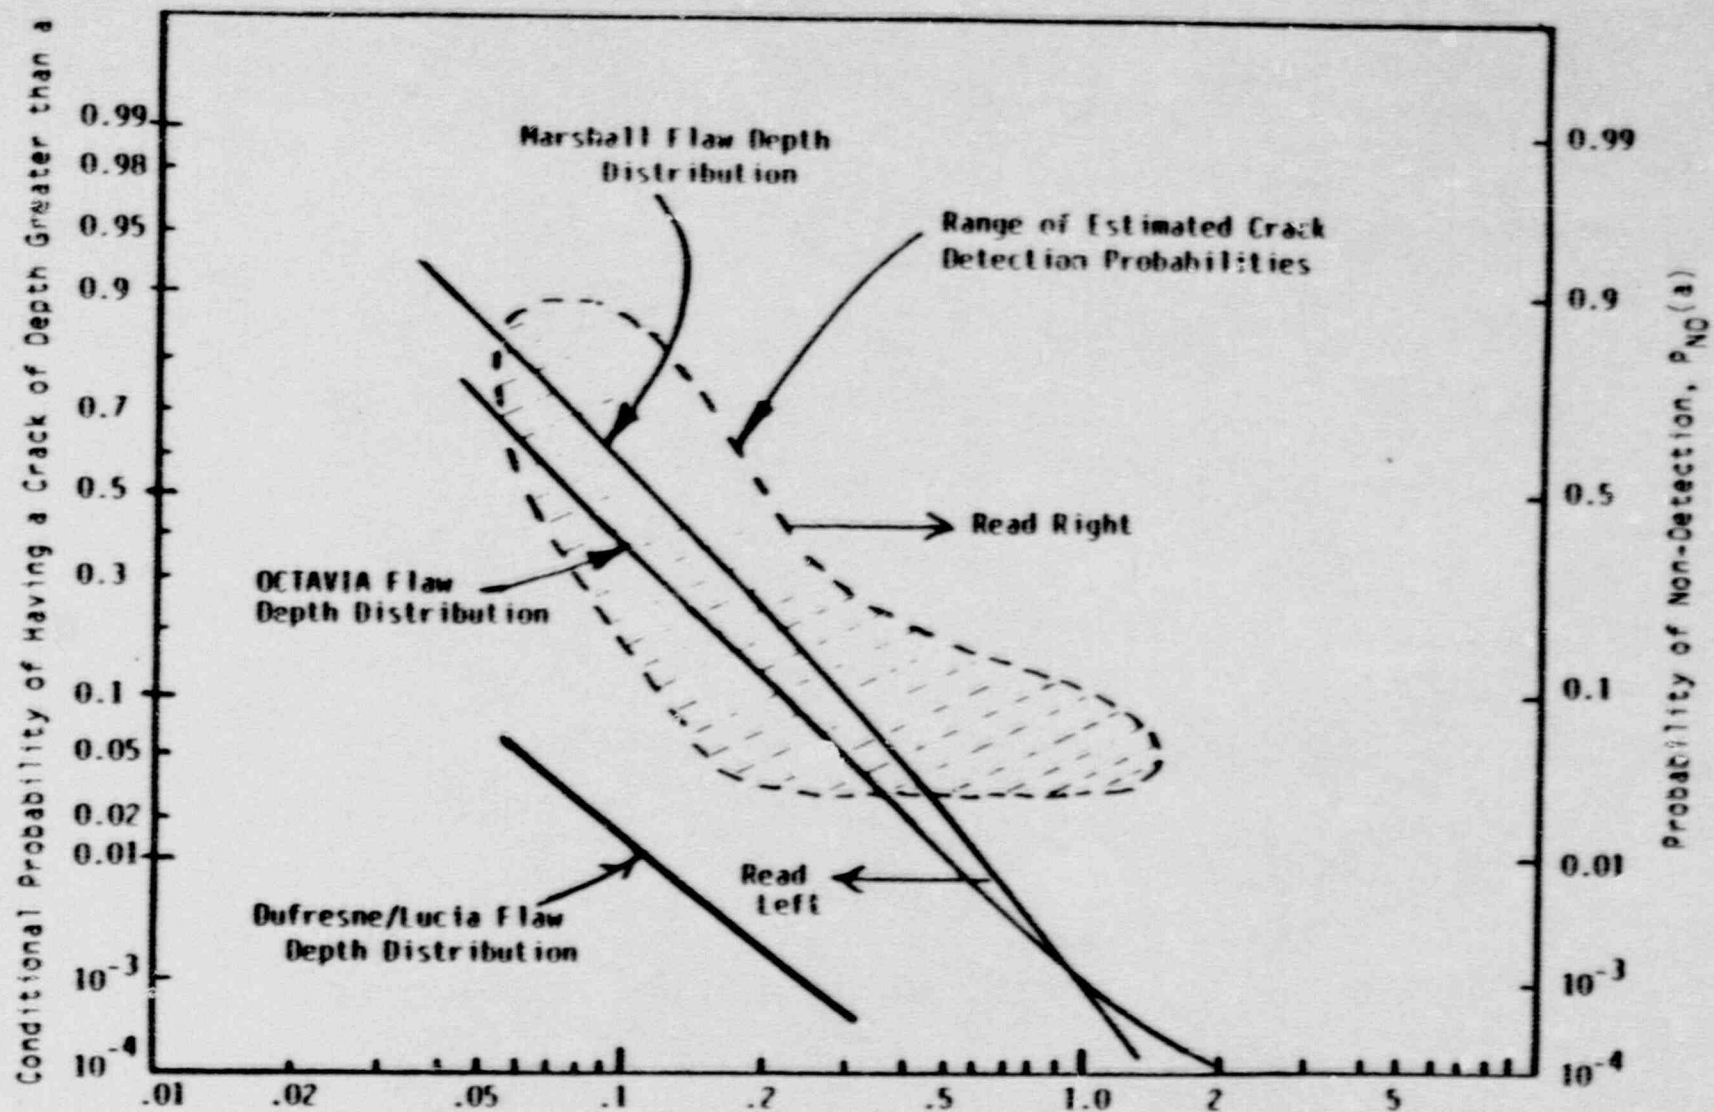 Conditional Probability of Having a Crack of Depth Greater than a
0.99
0.98
0.95
0.9
0.7
0.5
0.3
0.1
0.05
0.02
0.01
10-3
10-4
Marshall Flaw Depth
Distribution
Range of Estimated Crack
Detection Probabilities
Read Right
OCTAVIA Flaw
Depth Distribution
Read
Left
Dufresne/Lucia Flaw
Depth Distribution
0.99
0.9
0.5
0.1
0.01
10-3
10-4
Probability of Non-Detection, PND(a)
.01 .02 .05 .1 .2 .5 1.0 2 5